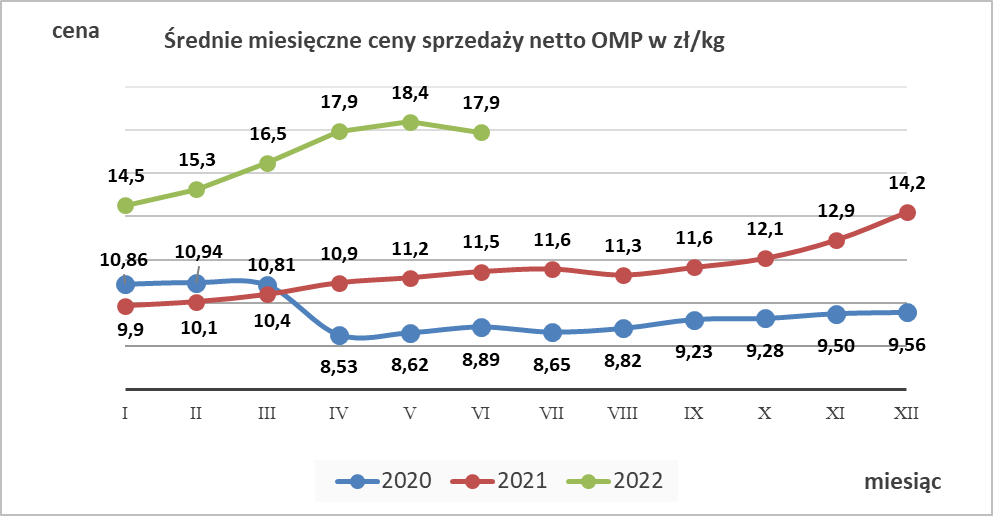 cena
Średnie miesięczne ceny sprzedaży netto OMP w zł/kg
14,5 15,3 16,5 17,9 18,4 17,9
10,86 10,94 10,81 8,53 8,62 8,89 8,65 8,82 9,23 9,28 9,50 9,56
9,9 10,1 10,4 10,9 11,2 11,5 11,6 11,3 11,6 12,1 12,9 14,2
I II III IV V VI VII VIII IX X XI XII
2020 2021 2022
miesiąc